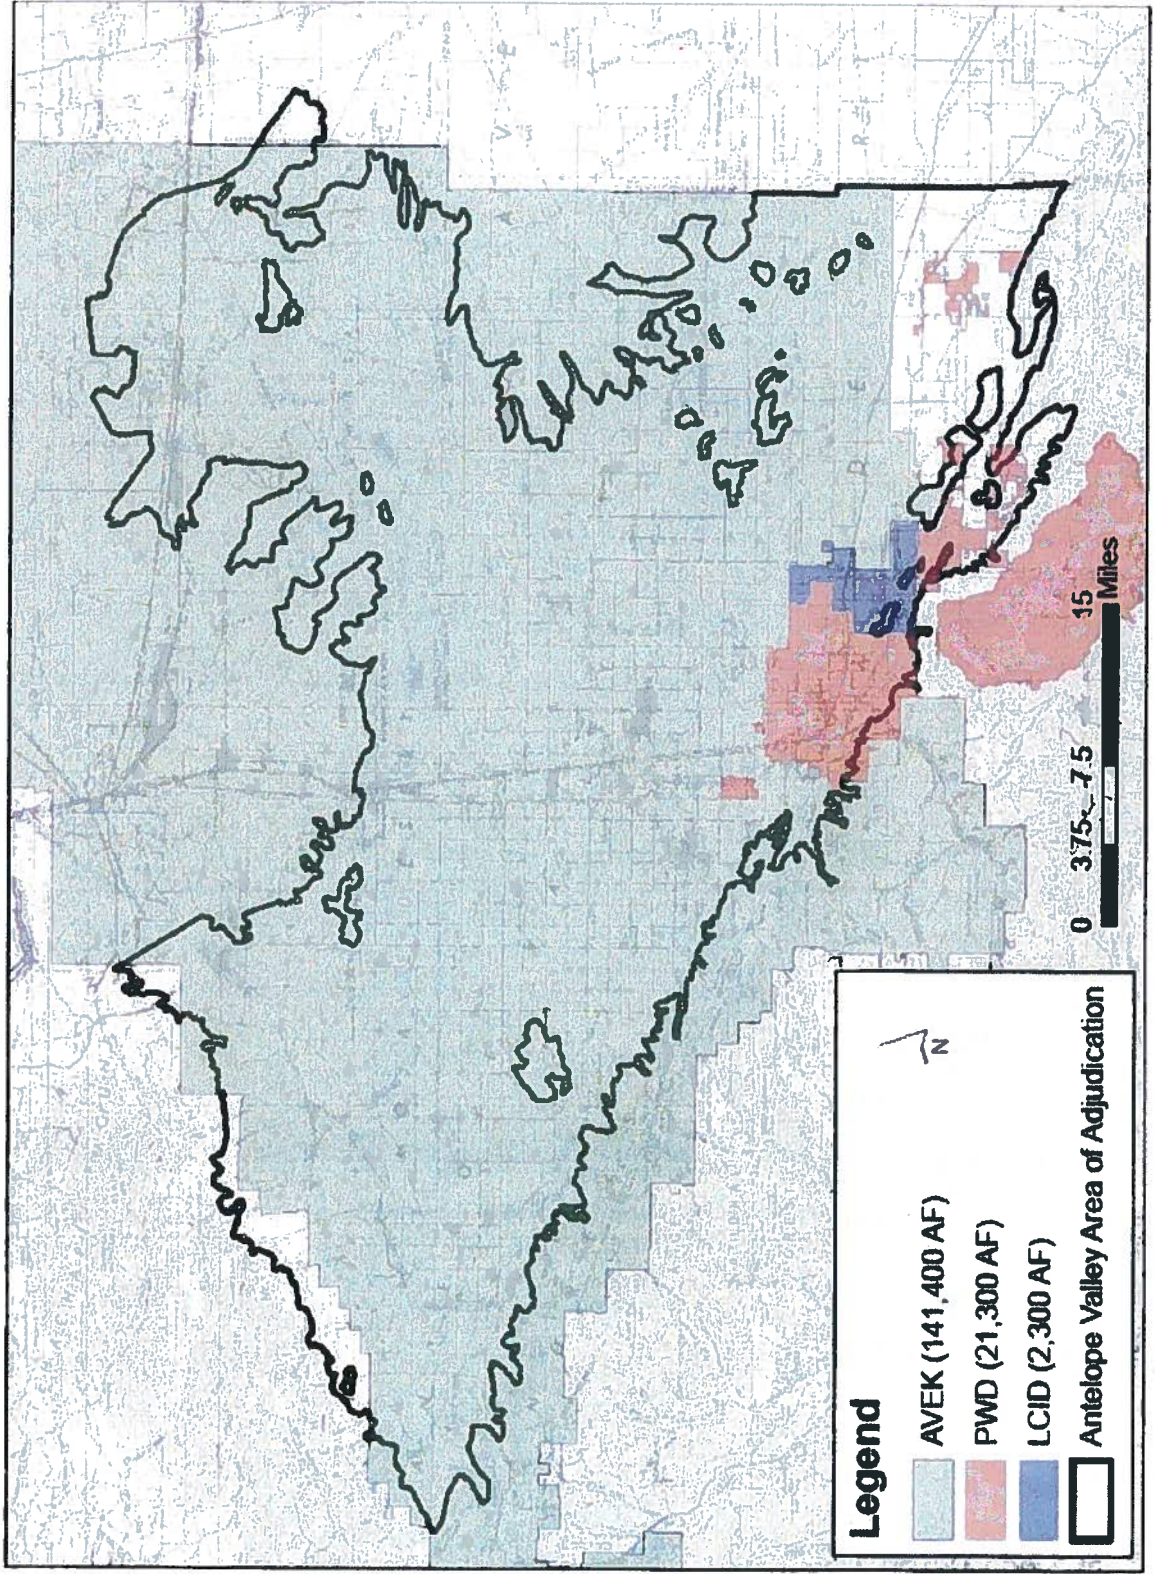 Legend
AVEK (141,400 AF)
PWD (21,300 AF)
LCID (2,300 AF)
Antelope Valley Area of Adjudication
N
0 3.75 7.5 15
Miles